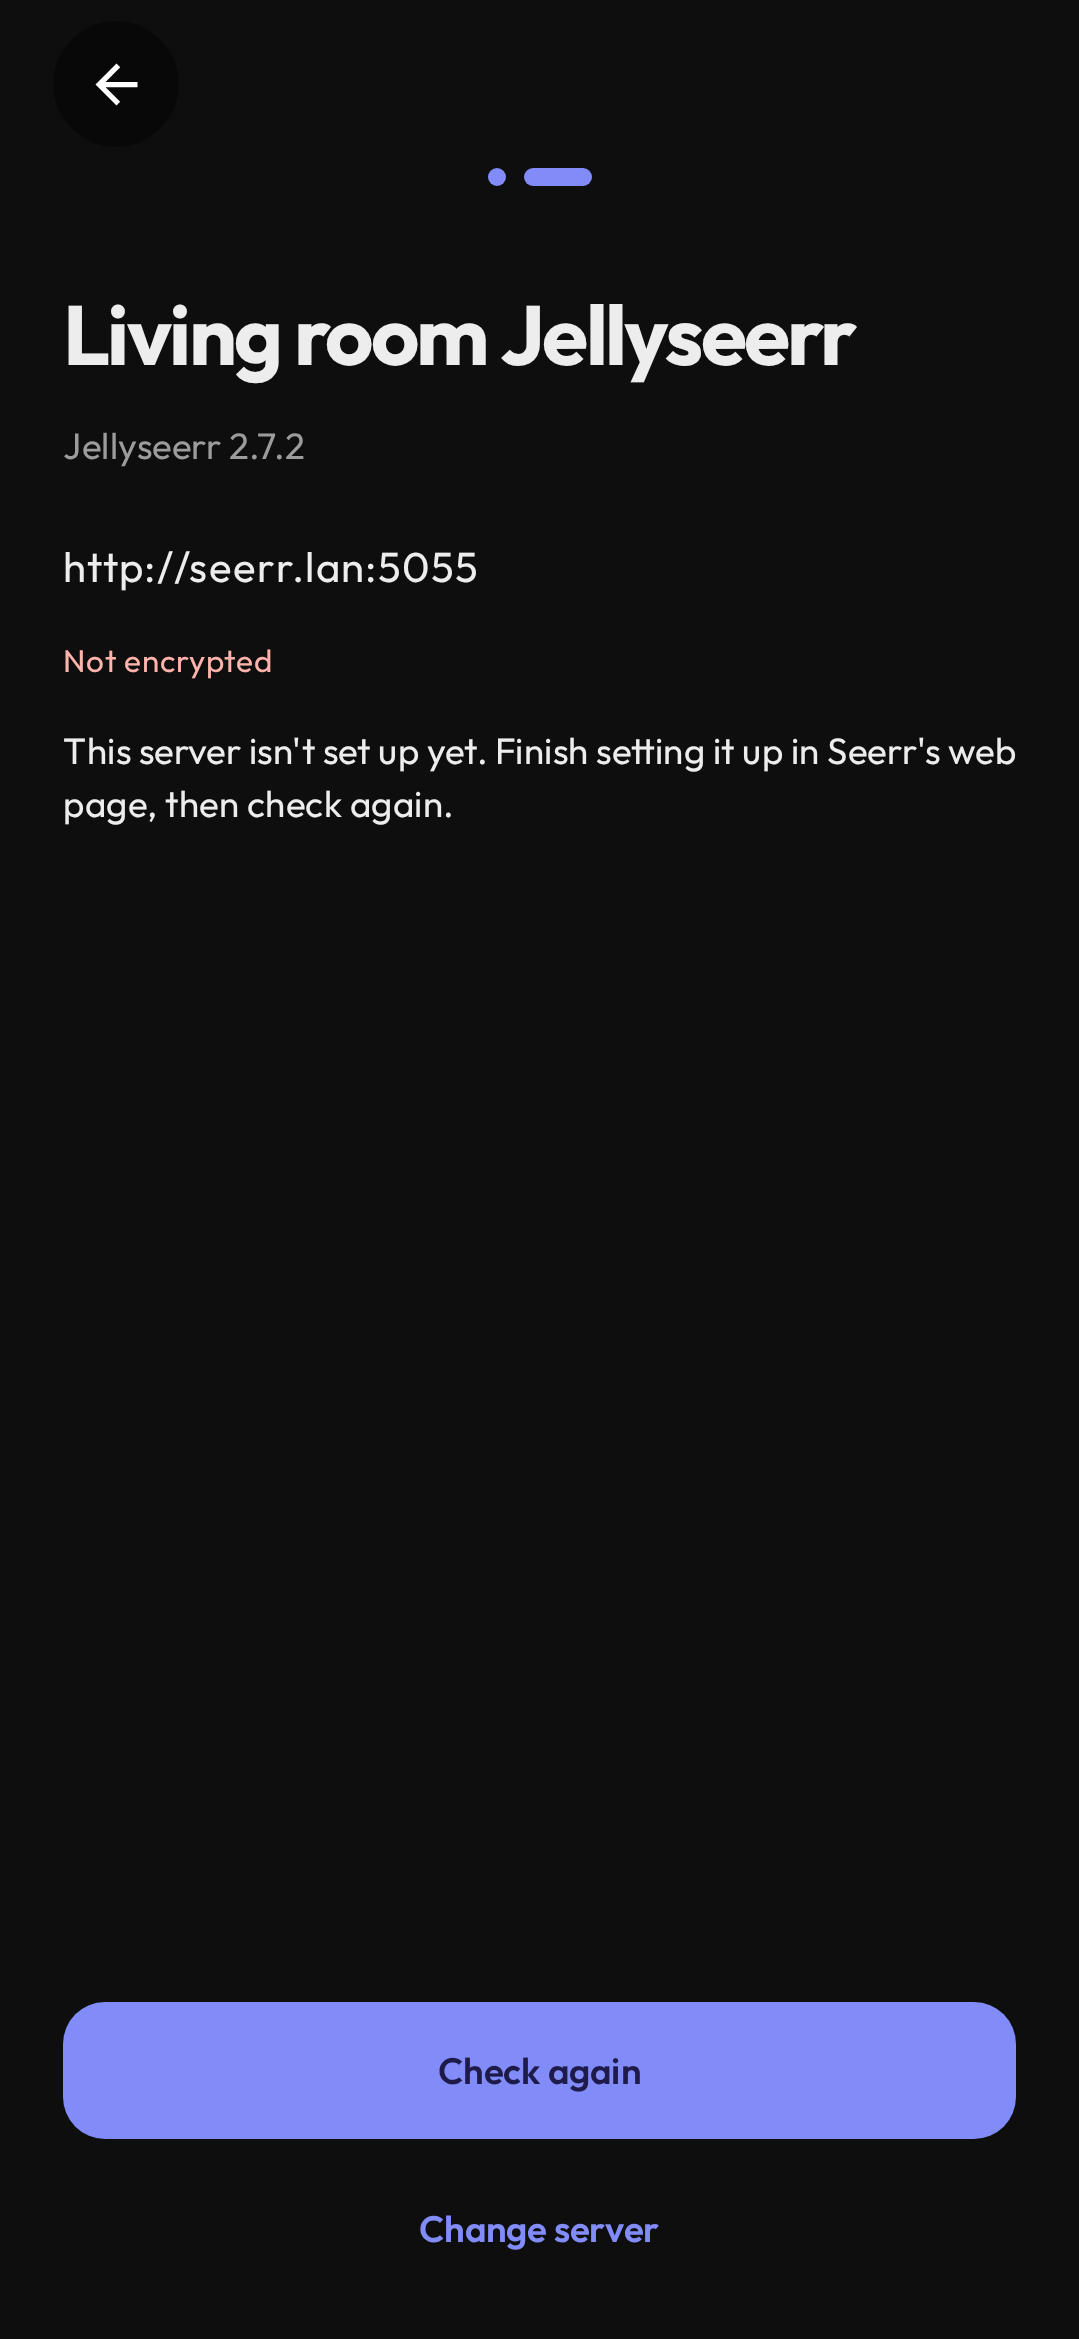 Living room Jellyseerr
Jellyseerr 2.7.2
http://seerr.lan:5055
Not encrypted
This server isn't set up yet. Finish setting it up in Seerr's web
page, then check again.
Check again
Change server